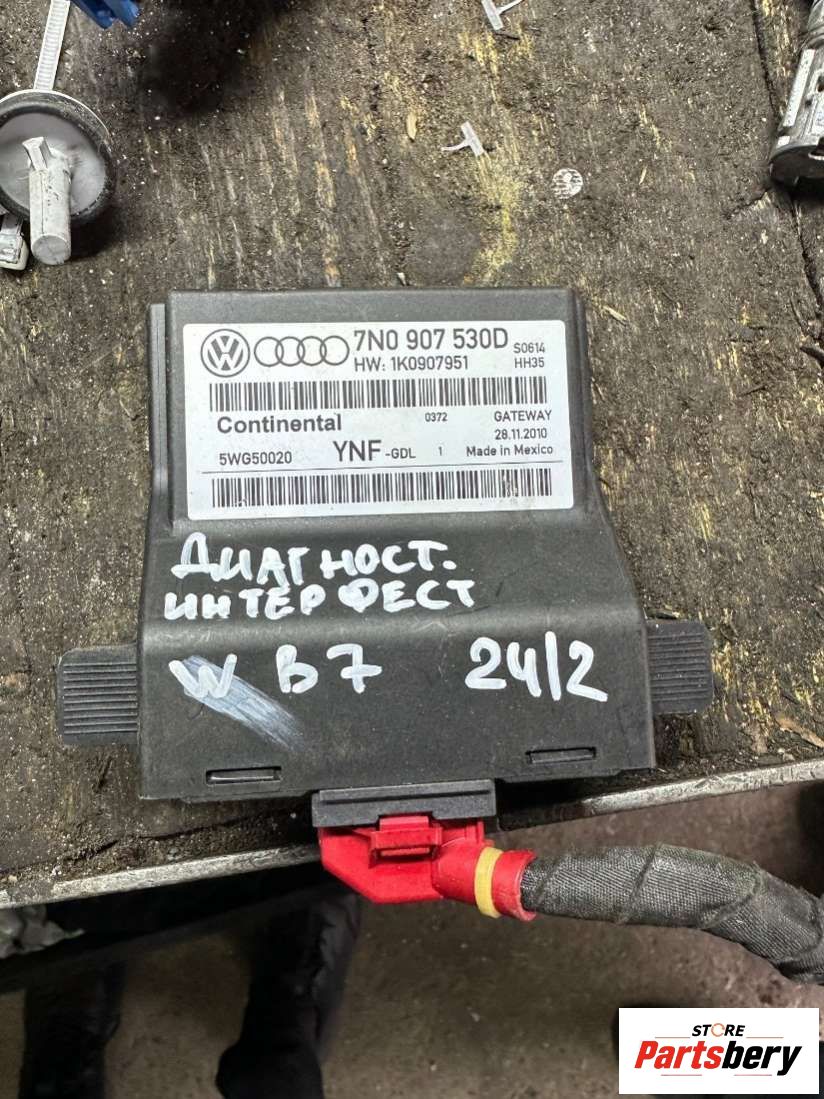 7N0 907 530D S0614
HW: 1K0907951 HH35
Continental 0372 GATEWAY
28.11.2010
5WG50020 YNF -GDL 1 Made in Mexico
ДИАГНОСТ.
ИНТЕРФЕСТ
W B7 24/2
STORE
Partsbery